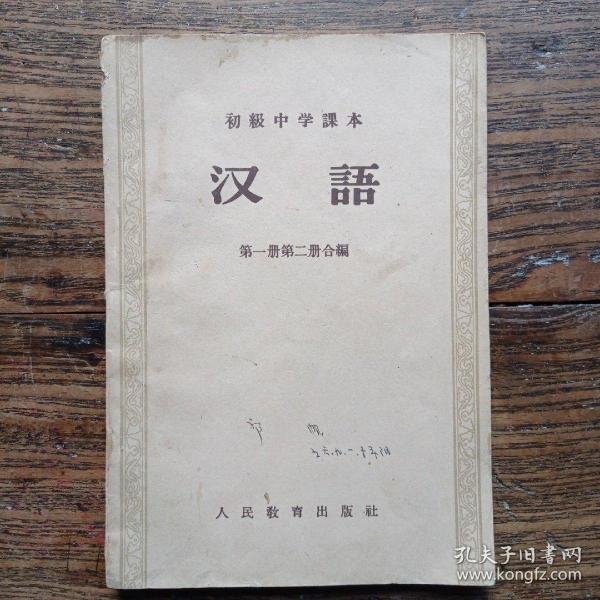 初級中学課本
汉語
第一册第二册合編
人民敎育出版社
孔夫子旧书网
www.kongfz.com